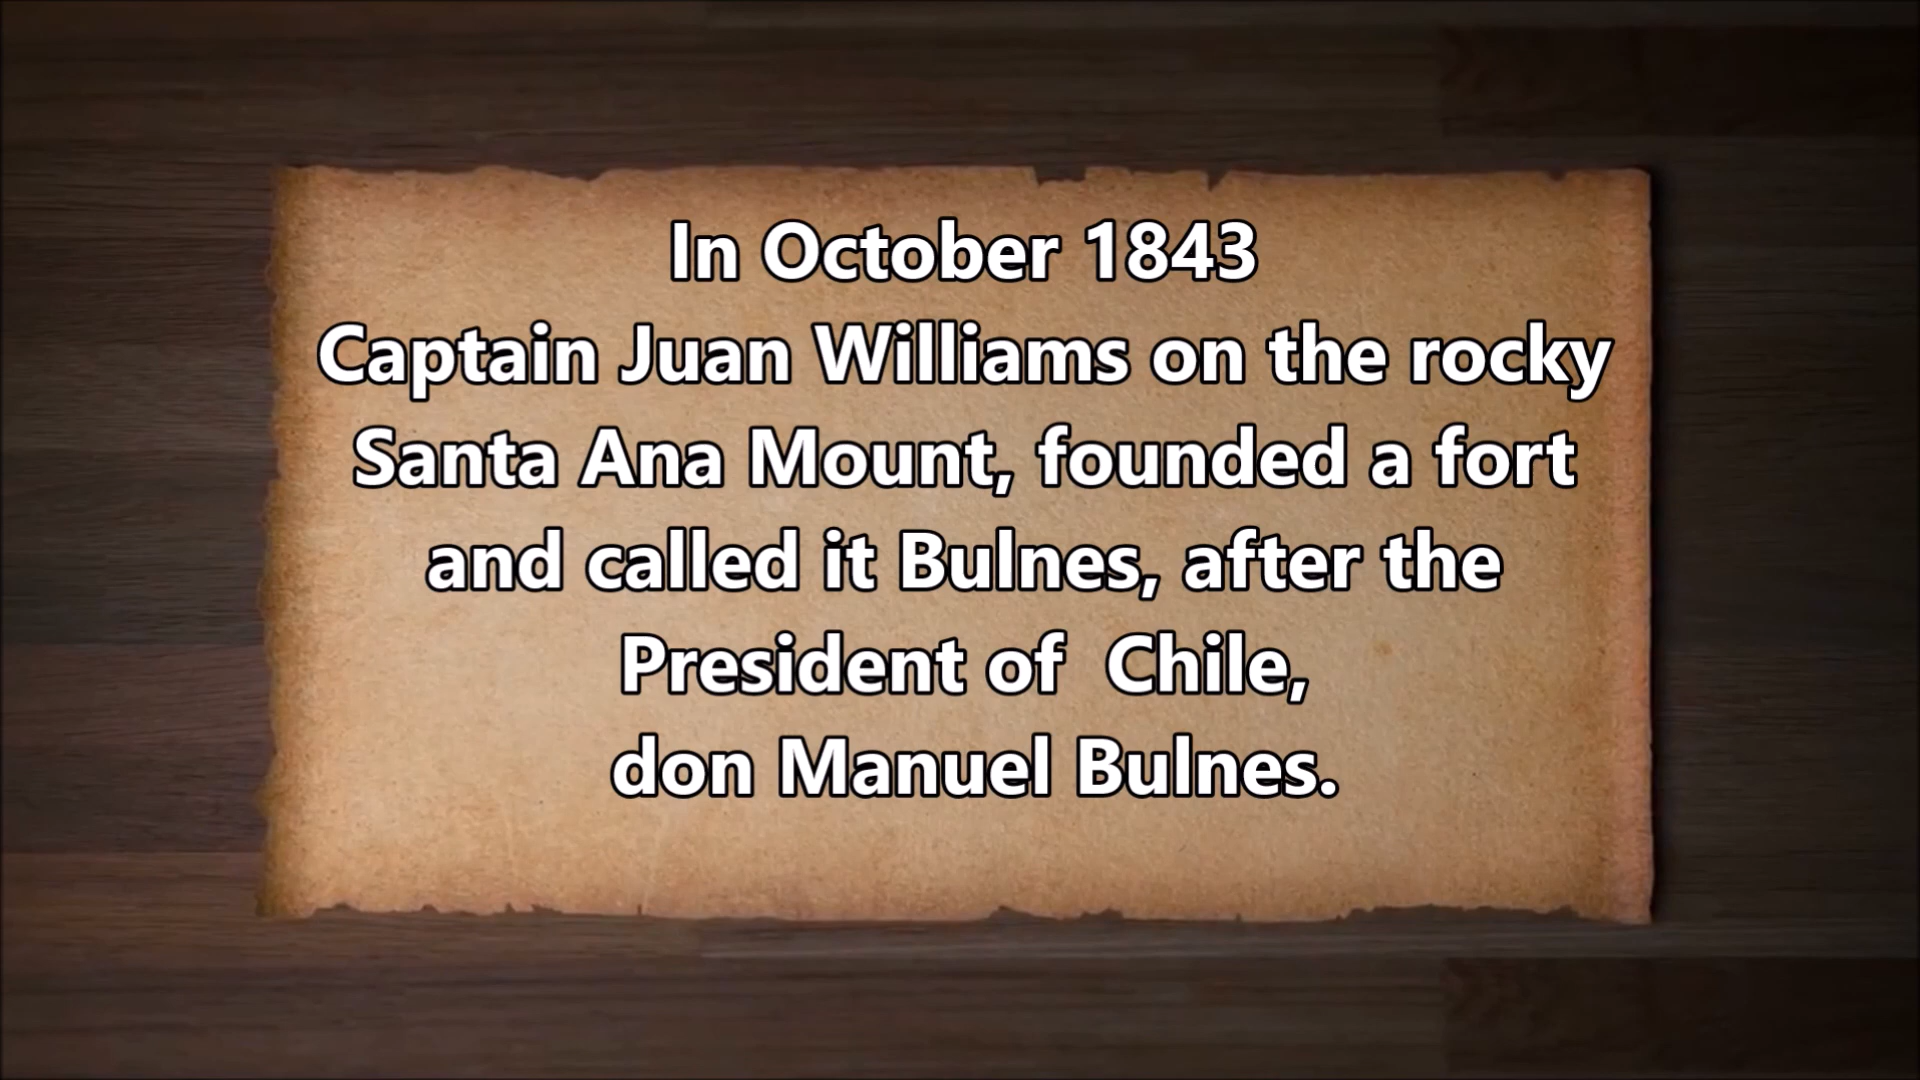 In October 1843
Captain Juan Williams on the rocky
Santa Ana Mount, founded a fort
and called it Bulnes, after the
President of  Chile,
don Manuel Bulnes.